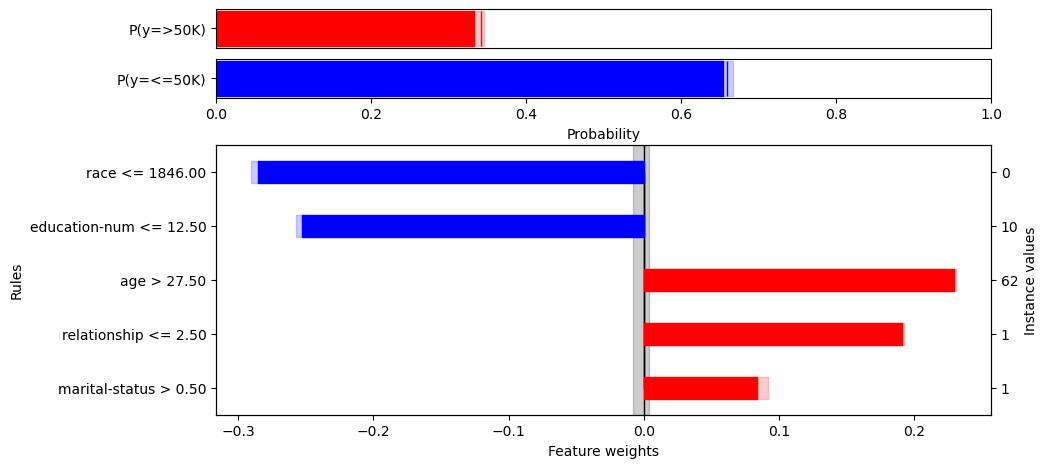 P(y=>50K)
P(y=<=50K)
0.0 0.2 0.4 0.6 0.8 1.0
Probability
race <= 1846.00 0
education-num <= 12.50 10
age > 27.50 62
relationship <= 2.50 1
marital-status > 0.50 1
Rules
Instance values
−0.3 −0.2 −0.1 0.0 0.1 0.2
Feature weights